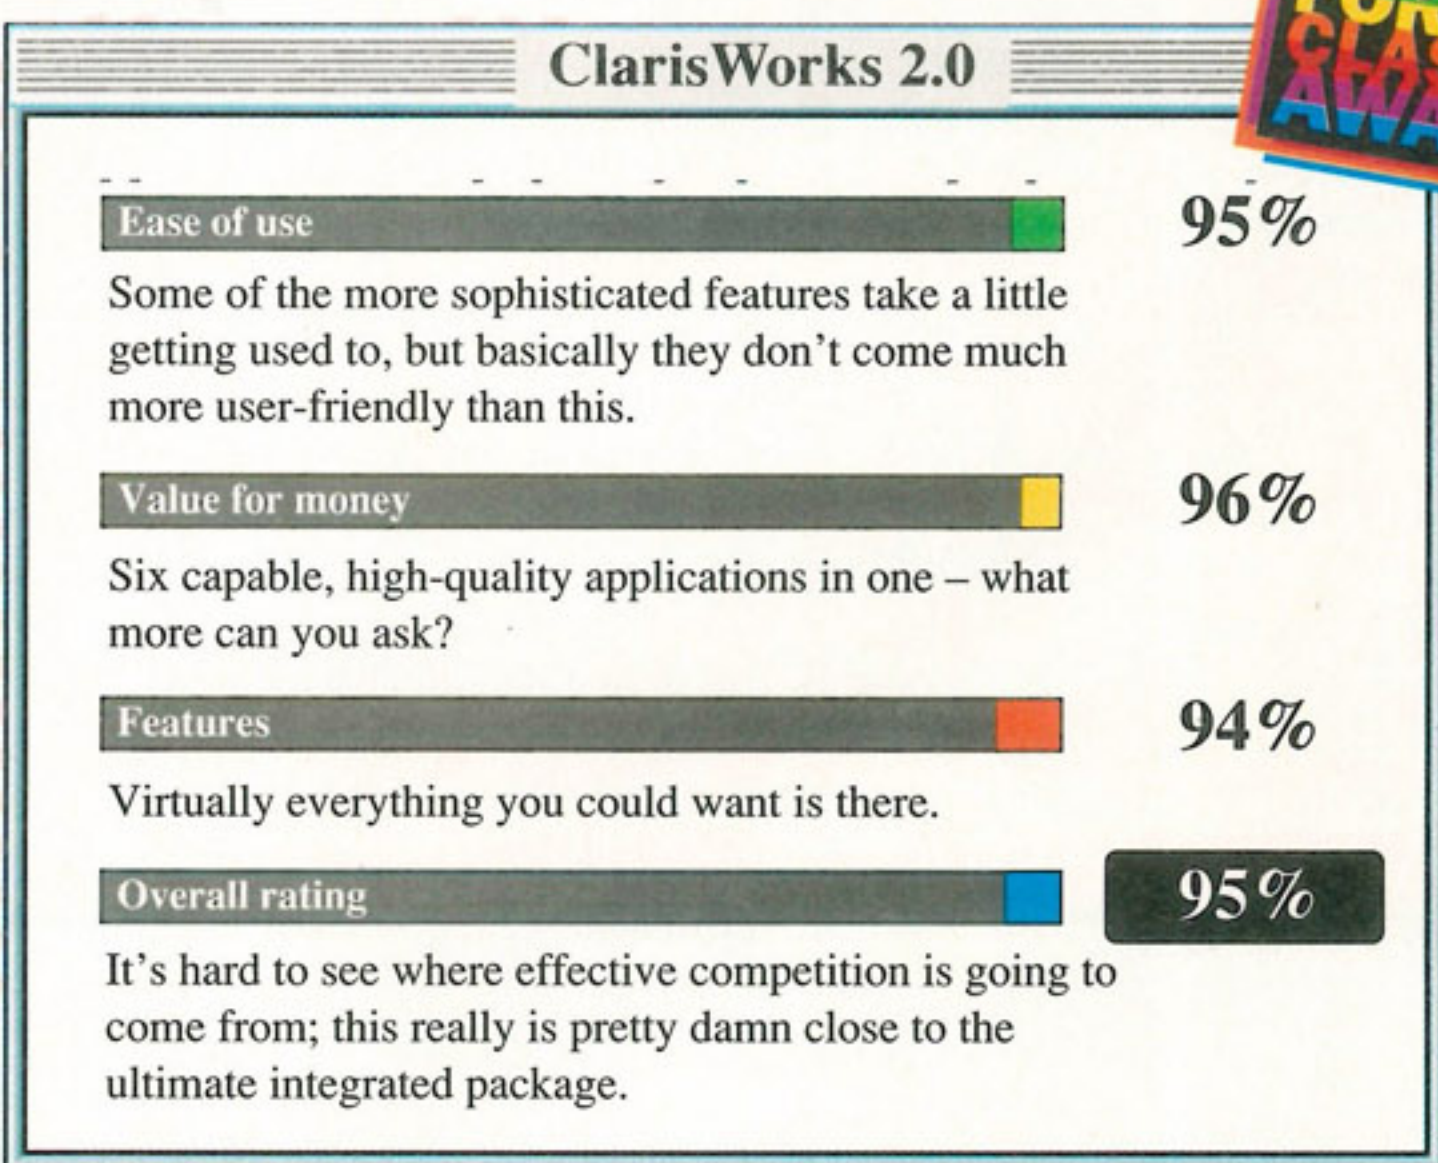 ClarisWorks 2.0
Ease of use
95%
Some of the more sophisticated features take a little
getting used to, but basically they don't come much
more user-friendly than this.
Value for money
96%
Six capable, high-quality applications in one – what
more can you ask?
Features
94%
Virtually everything you could want is there.
Overall rating
95%
It's hard to see where effective competition is going to
come from; this really is pretty damn close to the
ultimate integrated package.